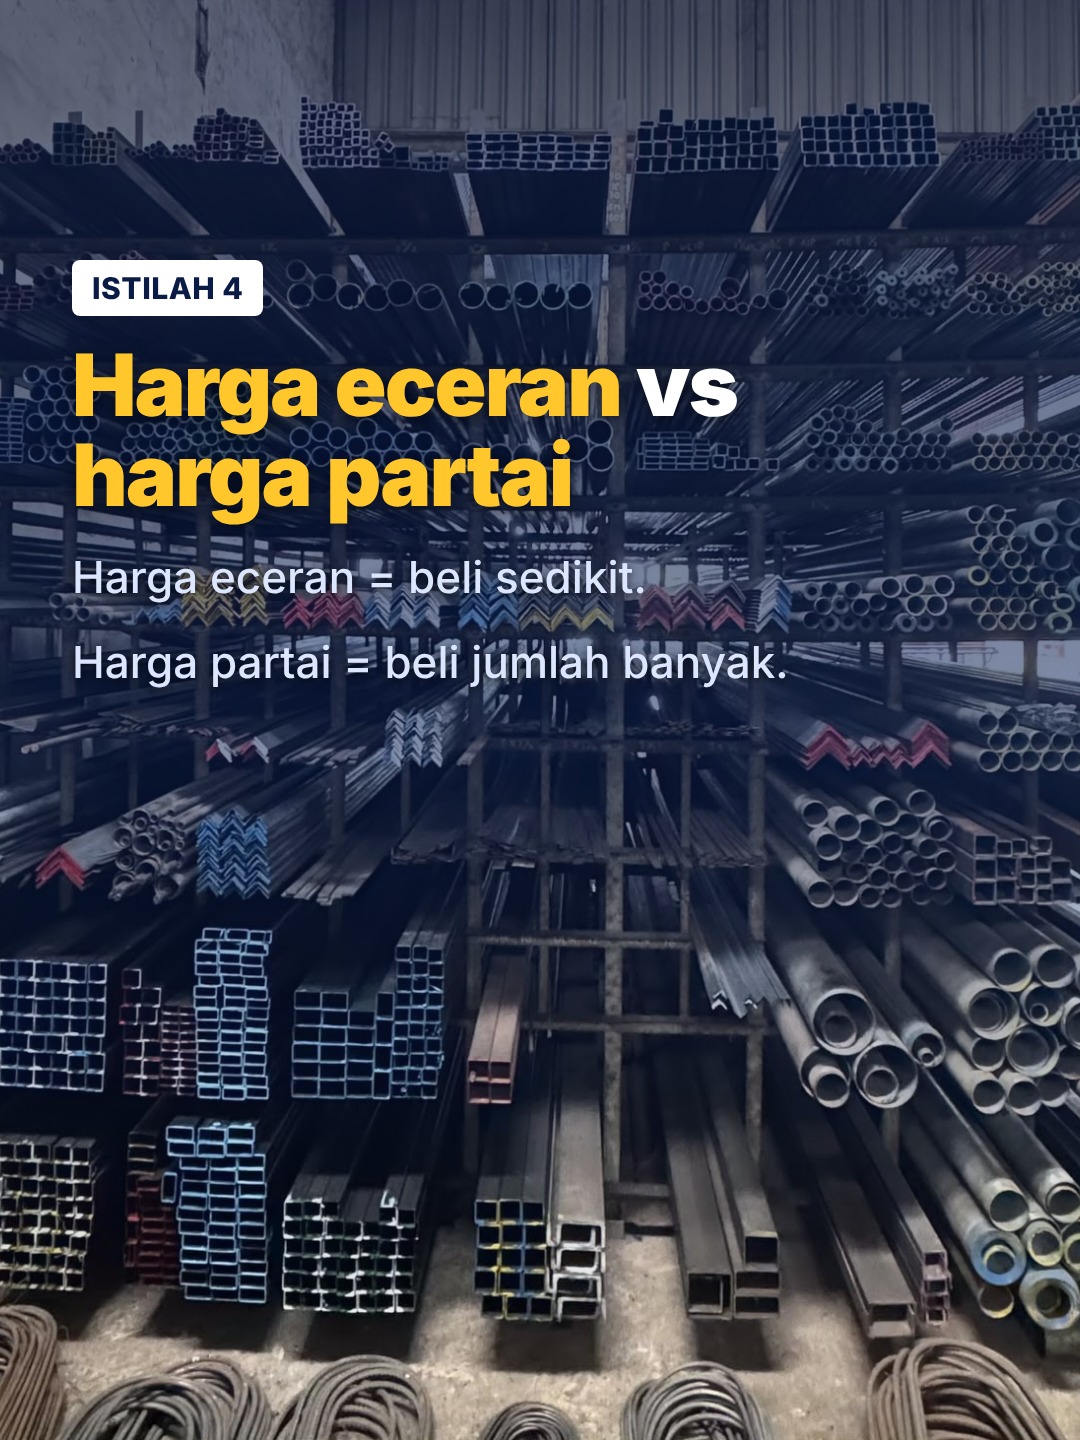 ISTILAH 4
Harga eceran vs
harga partai
Harga eceran = beli sedikit.
Harga partai = beli jumlah banyak.